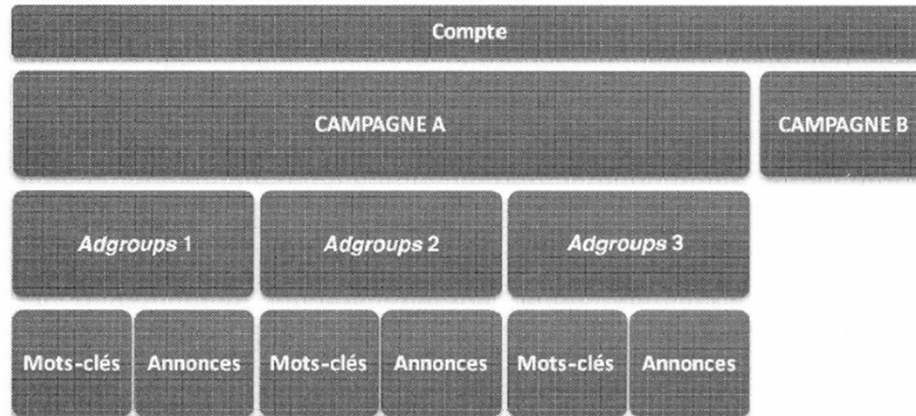 Compte
CAMPAGNE A
CAMPAGNE B
Adgroups 1
Adgroups 2
Adgroups 3
Mots-clés
Annonces
Mots-clés
Annonces
Mots-clés
Annonces